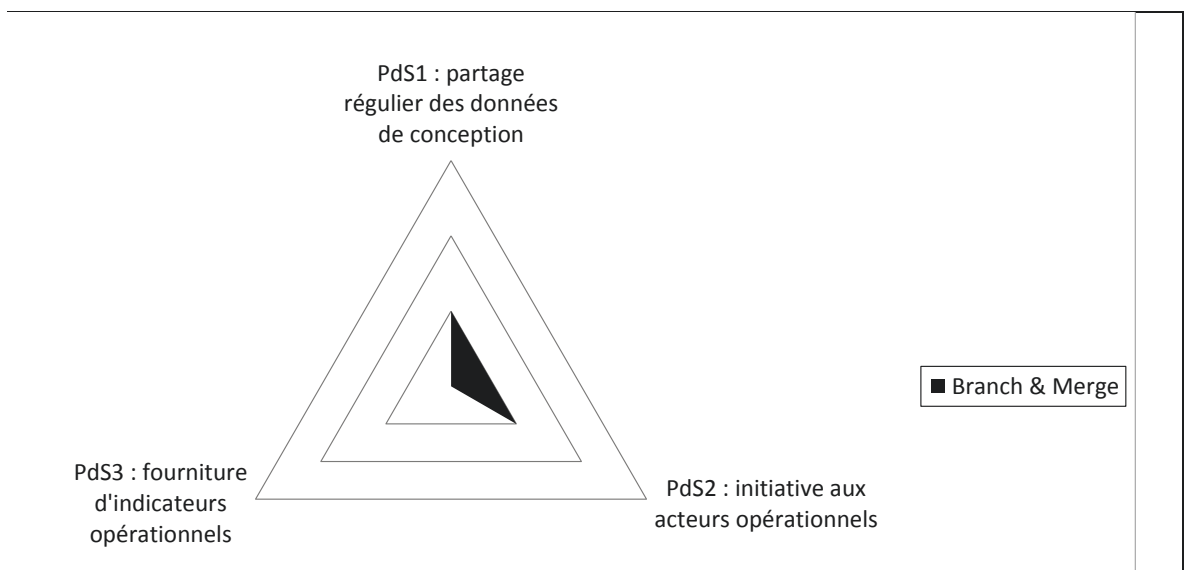 PdS1 : partage
régulier des données
de conception
Branch & Merge
PdS3 : fourniture
d'indicateurs
opérationnels
PdS2 : initiative aux
acteurs opérationnels